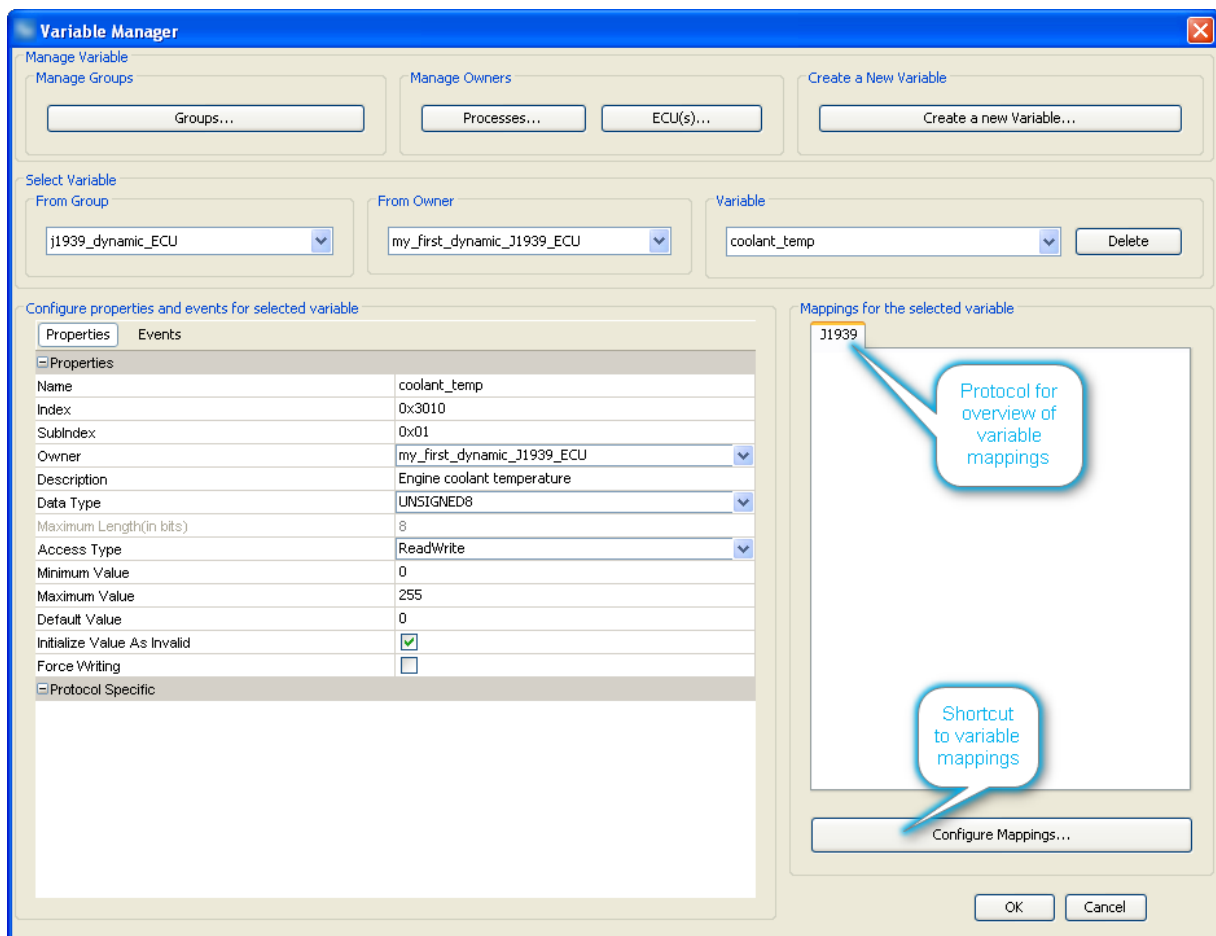 Variable Manager
Manage Variable
Manage Groups
Manage Owners
Create a New Variable
Groups...
Processes...
ECU(s)...
Create a new Variable...
Select Variable
From Group
From Owner
Variable
j1939_dynamic_ECU
my_first_dynamic_J1939_ECU
coolant_temp
Delete
Configure properties and events for selected variable
Properties
Events
Properties
Name
coolant_temp
Index
0x3010
SubIndex
0x01
Owner
my_first_dynamic_J1939_ECU
Description
Engine coolant temperature
Data Type
UNSIGNED8
Maximum Length(in bits)
8
Access Type
ReadWrite
Minimum Value
0
Maximum Value
255
Default Value
0
Initialize Value As Invalid
Force Writing
Protocol Specific
Mappings for the selected variable
J1939
Protocol for
overview of
variable
mappings
Shortcut
to variable
mappings
Configure Mappings...
OK
Cancel